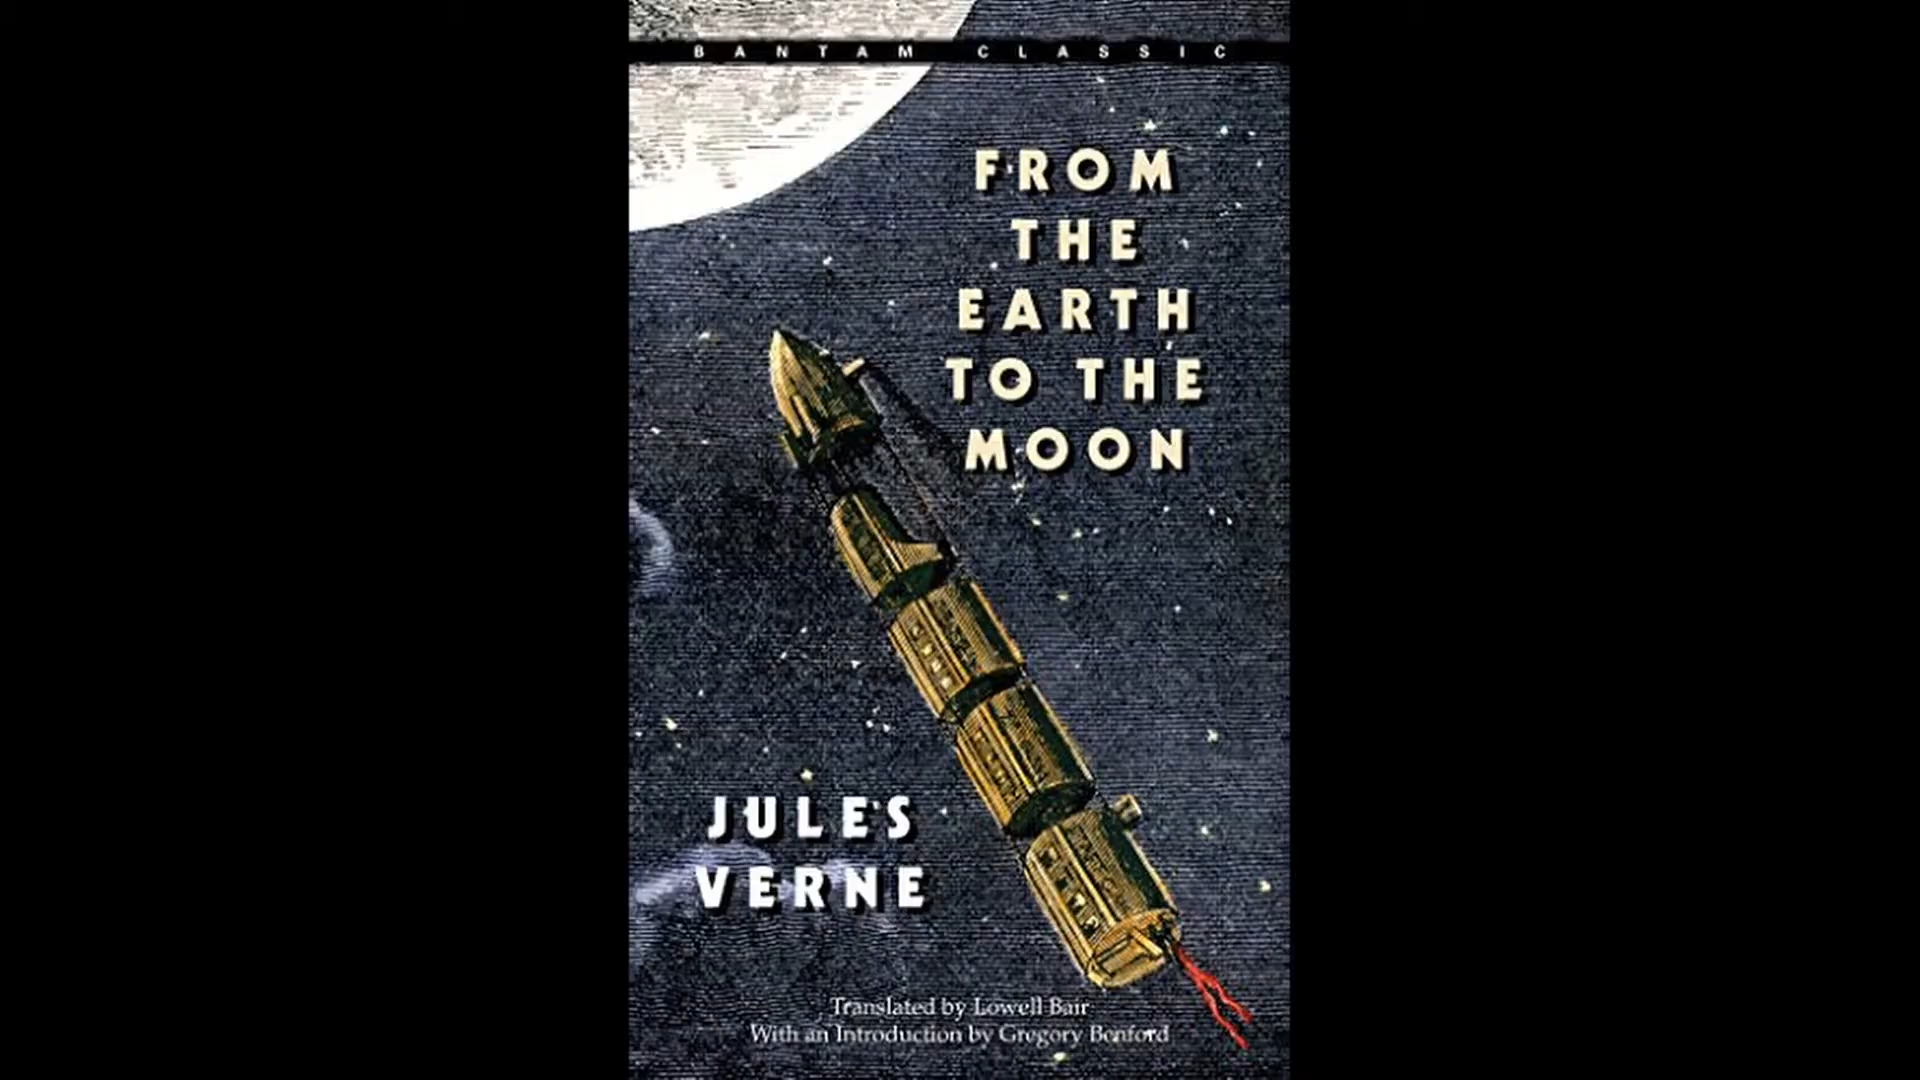 BANTAM CLASSIC
FROM
THE
EARTH
TO THE
MOON
JULES
VERNE
Translated by Lowell Bair
With an Introduction by Gregory Benford